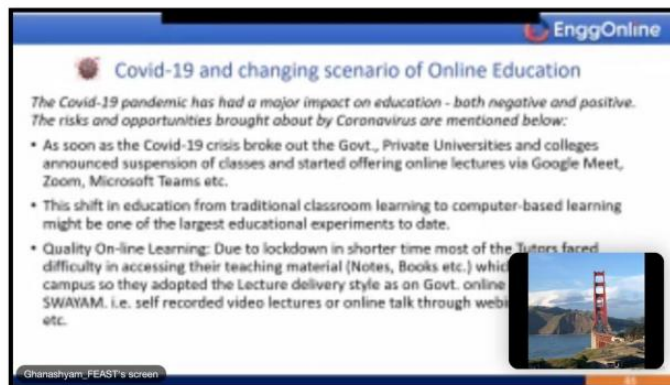 EnggOnline
Covid-19 and changing scenario of Online Education
The Covid-19 pandemic has had a major impact on education - both negative and positive.
The risks and opportunities brought about by Coronavirus are mentioned below:
• As soon as the Covid-19 crisis broke out the Govt., Private Universities and colleges
announced suspension of classes and started offering online lectures via Google Meet,
Zoom, Microsoft Teams etc.
• This shift in education from traditional classroom learning to computer-based learning
might be one of the largest educational experiments to date.
• Quality On-line Learning: Due to lockdown in shorter time most of the Tutors faced
difficulty in accessing their teaching material (Notes, Books etc.) whic
campus so they adopted the Lecture delivery style as on Govt. online
SWAYAM. i.e. self recorded video lectures or online talk through webi
etc.
Ghanashyam_FEAST's screen